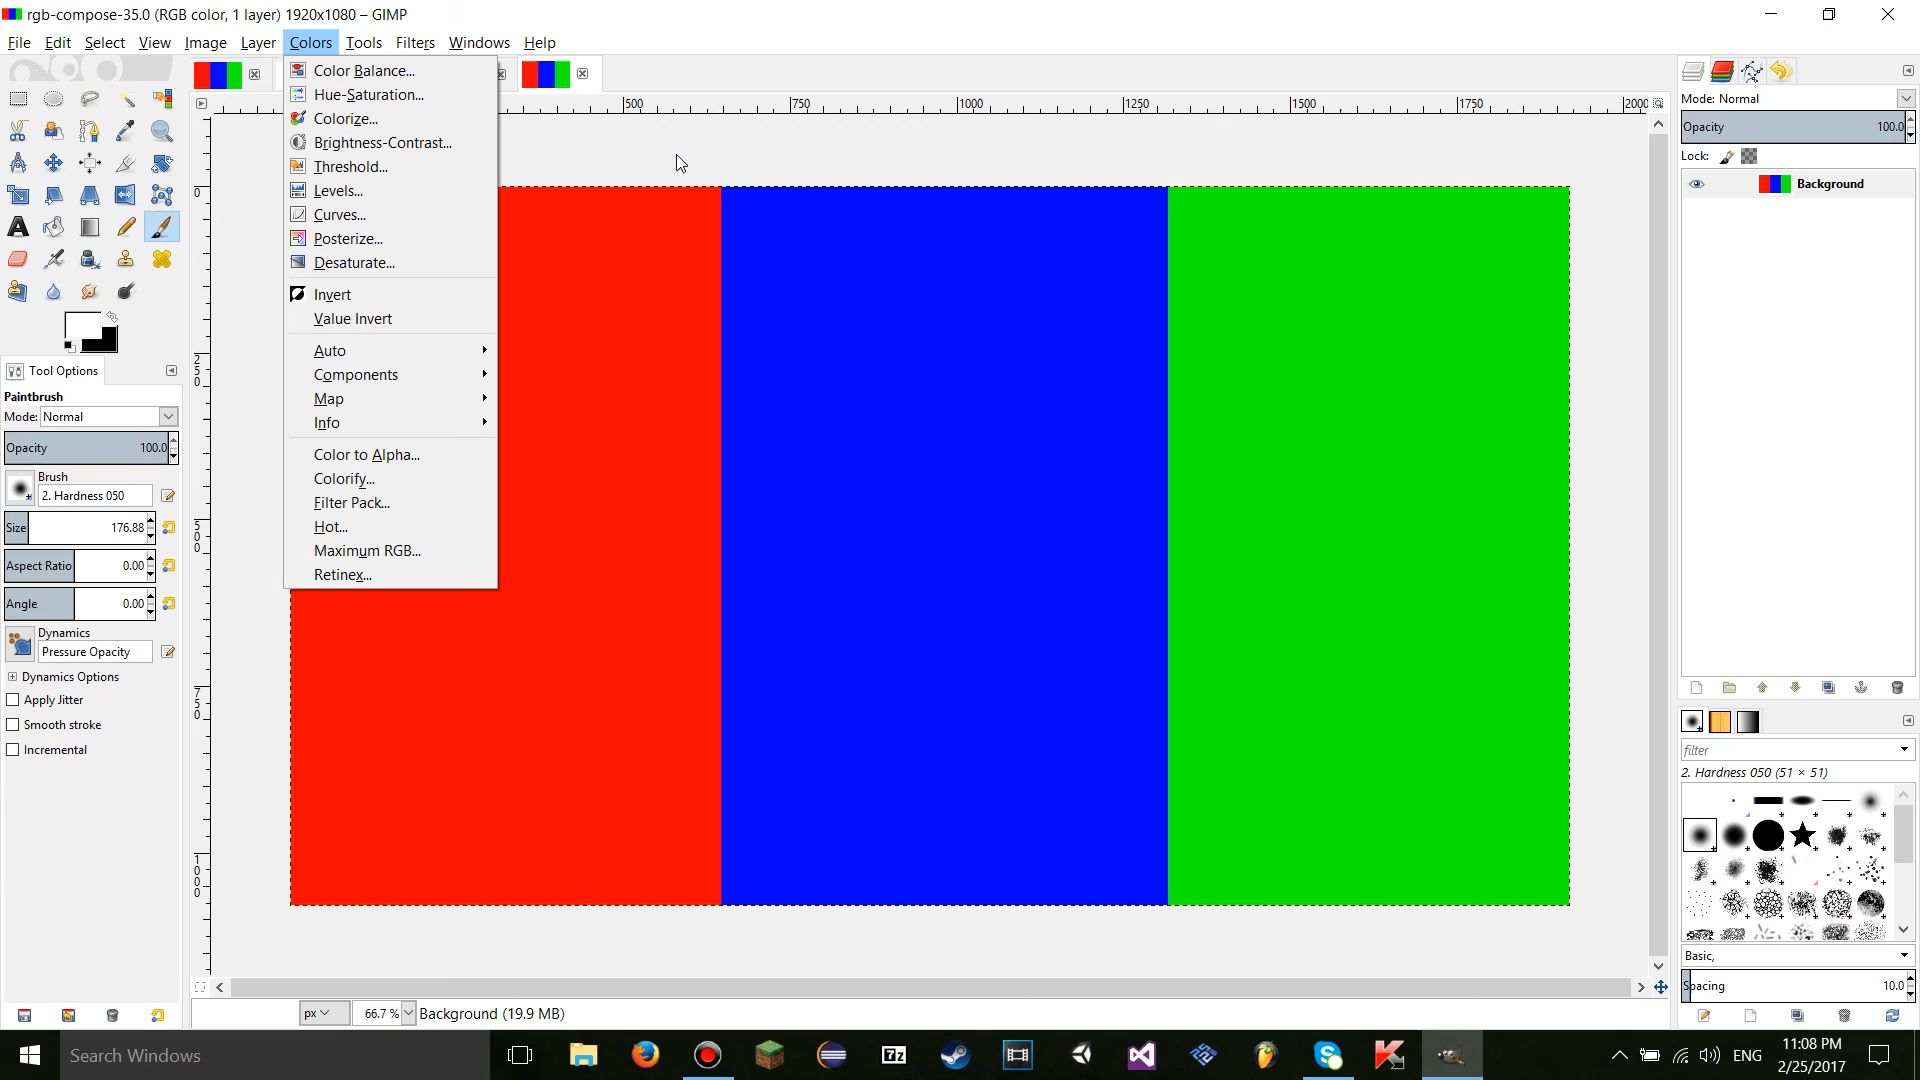 rgb-compose-35.0 (RGB color, 1 layer) 1920x1080 – GIMP
File Edit Select View Image Layer Colors Tools Filters Windows Help
Color Balance...
Hue-Saturation...
Colorize...
Brightness-Contrast...
Threshold...
Levels...
Curves...
Posterize...
Desaturate...
Invert
Value Invert
Auto
Components
Map
Info
Color to Alpha...
Colorify...
Filter Pack...
Hot...
Maximum RGB...
Retinex...
500 750 1000 1250 1500 1750 2000
0
250
500
750
1000
Tool Options
Paintbrush
Mode: Normal
Opacity 100.0
Brush
2. Hardness 050
Size 176.88
Aspect Ratio 0.00
Angle 0.00
Dynamics
Pressure Opacity
Dynamics Options
Apply Jitter
Smooth stroke
Incremental
px 66.7 % Background (19.9 MB)
Mode: Normal
Opacity 100.0
Lock:
Background
filter
2. Hardness 050 (51 × 51)
Basic,
Spacing 10.0
Search Windows
7z
ENG
11:08 PM
2/25/2017